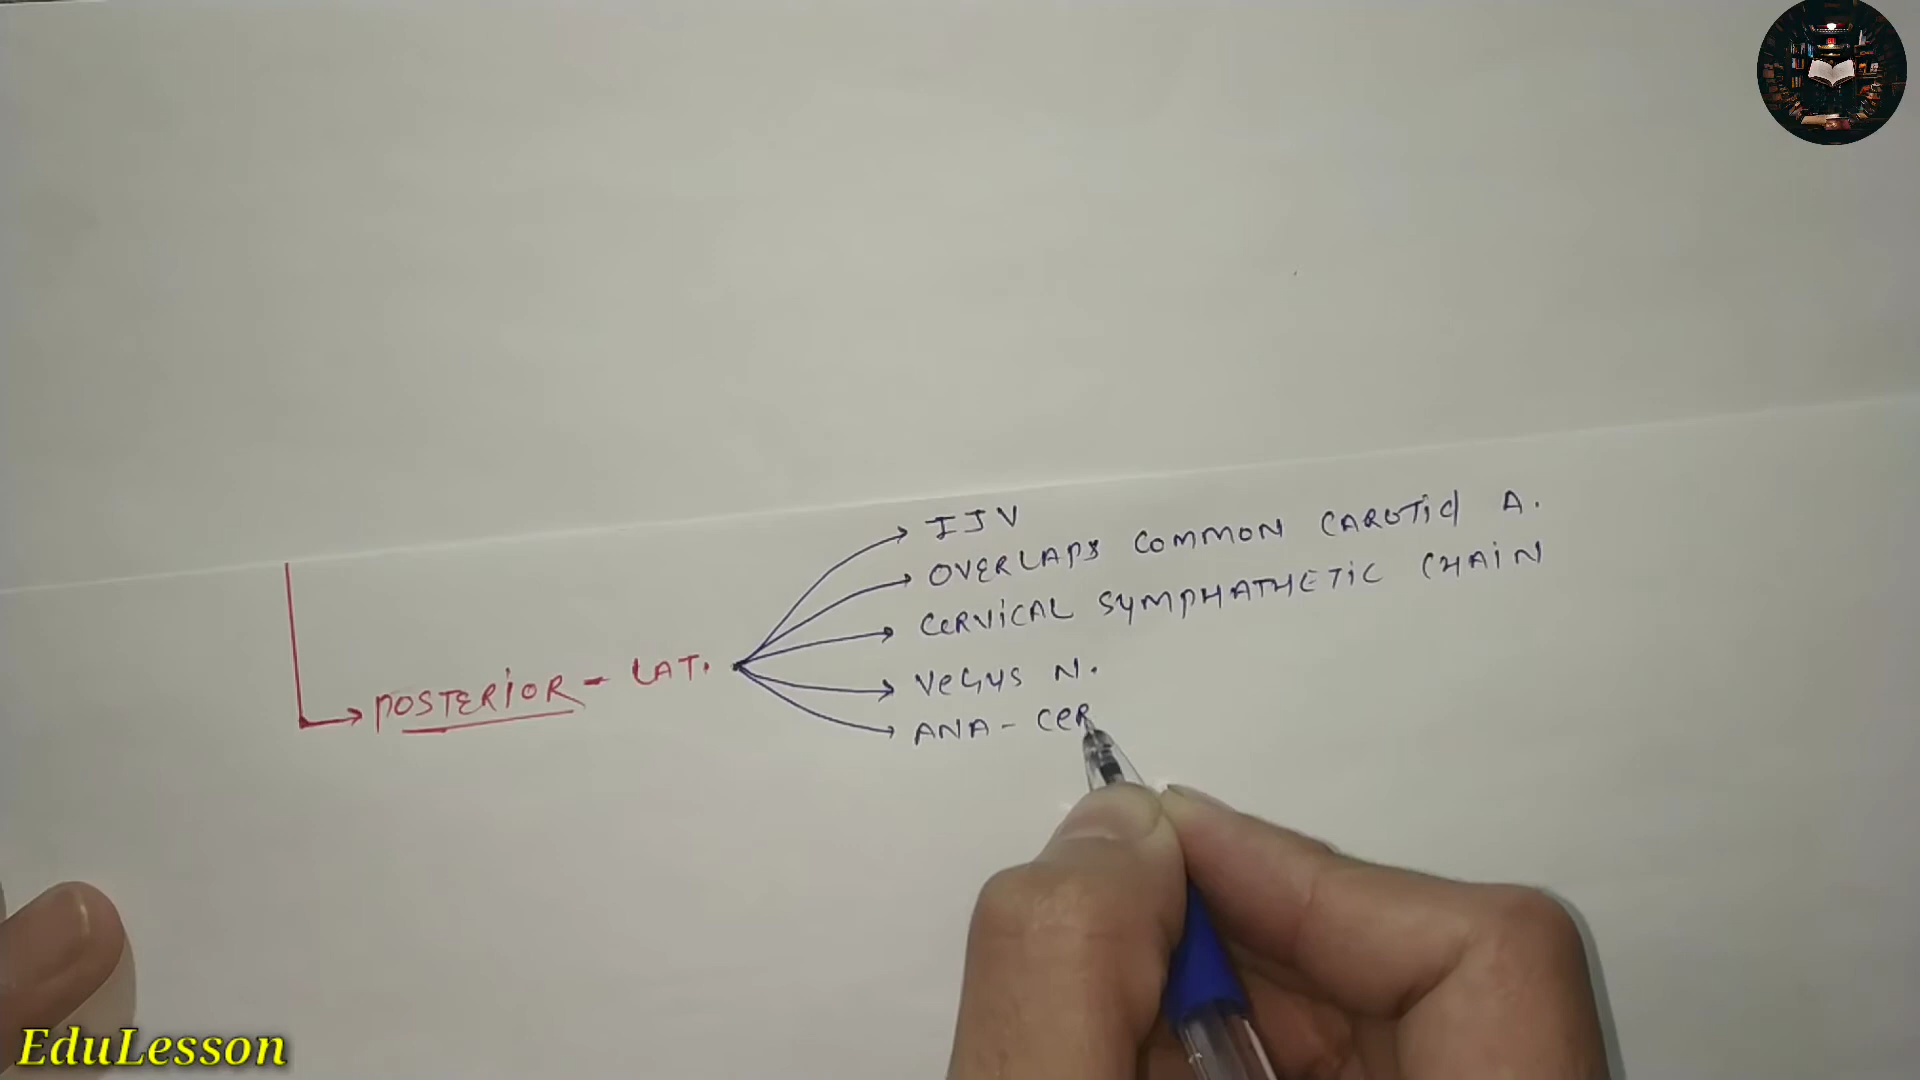 IJV
OVERLAPS COMMON CAROTID A.
CERVICAL SYMPHATHETIC CHAIN
POSTERIOR - LAT.
VEGUS N.
ANA - CER
EduLesson